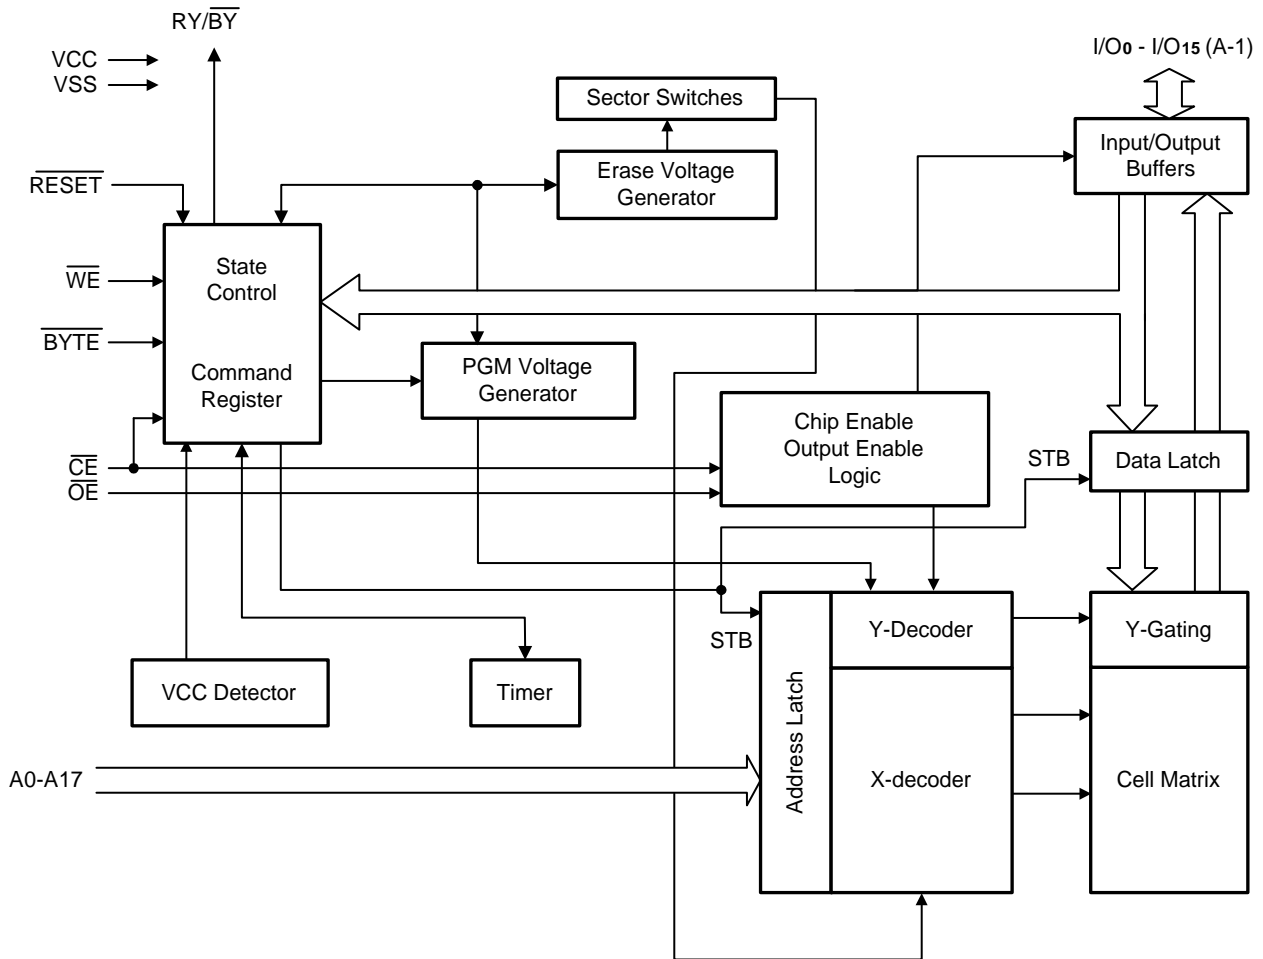 RY/BY
VCC
VSS
I/O0 - I/O15 (A-1)
Sector Switches
Input/Output
Buffers
Erase Voltage
Generator
RESET
State
Control
WE
BYTE
PGM Voltage
Generator
Command
Register
Chip Enable
Output Enable
Logic
CE
OE
STB
Data Latch
STB
Y-Decoder
Y-Gating
VCC Detector
Timer
Address Latch
A0-A17
X-decoder
Cell Matrix